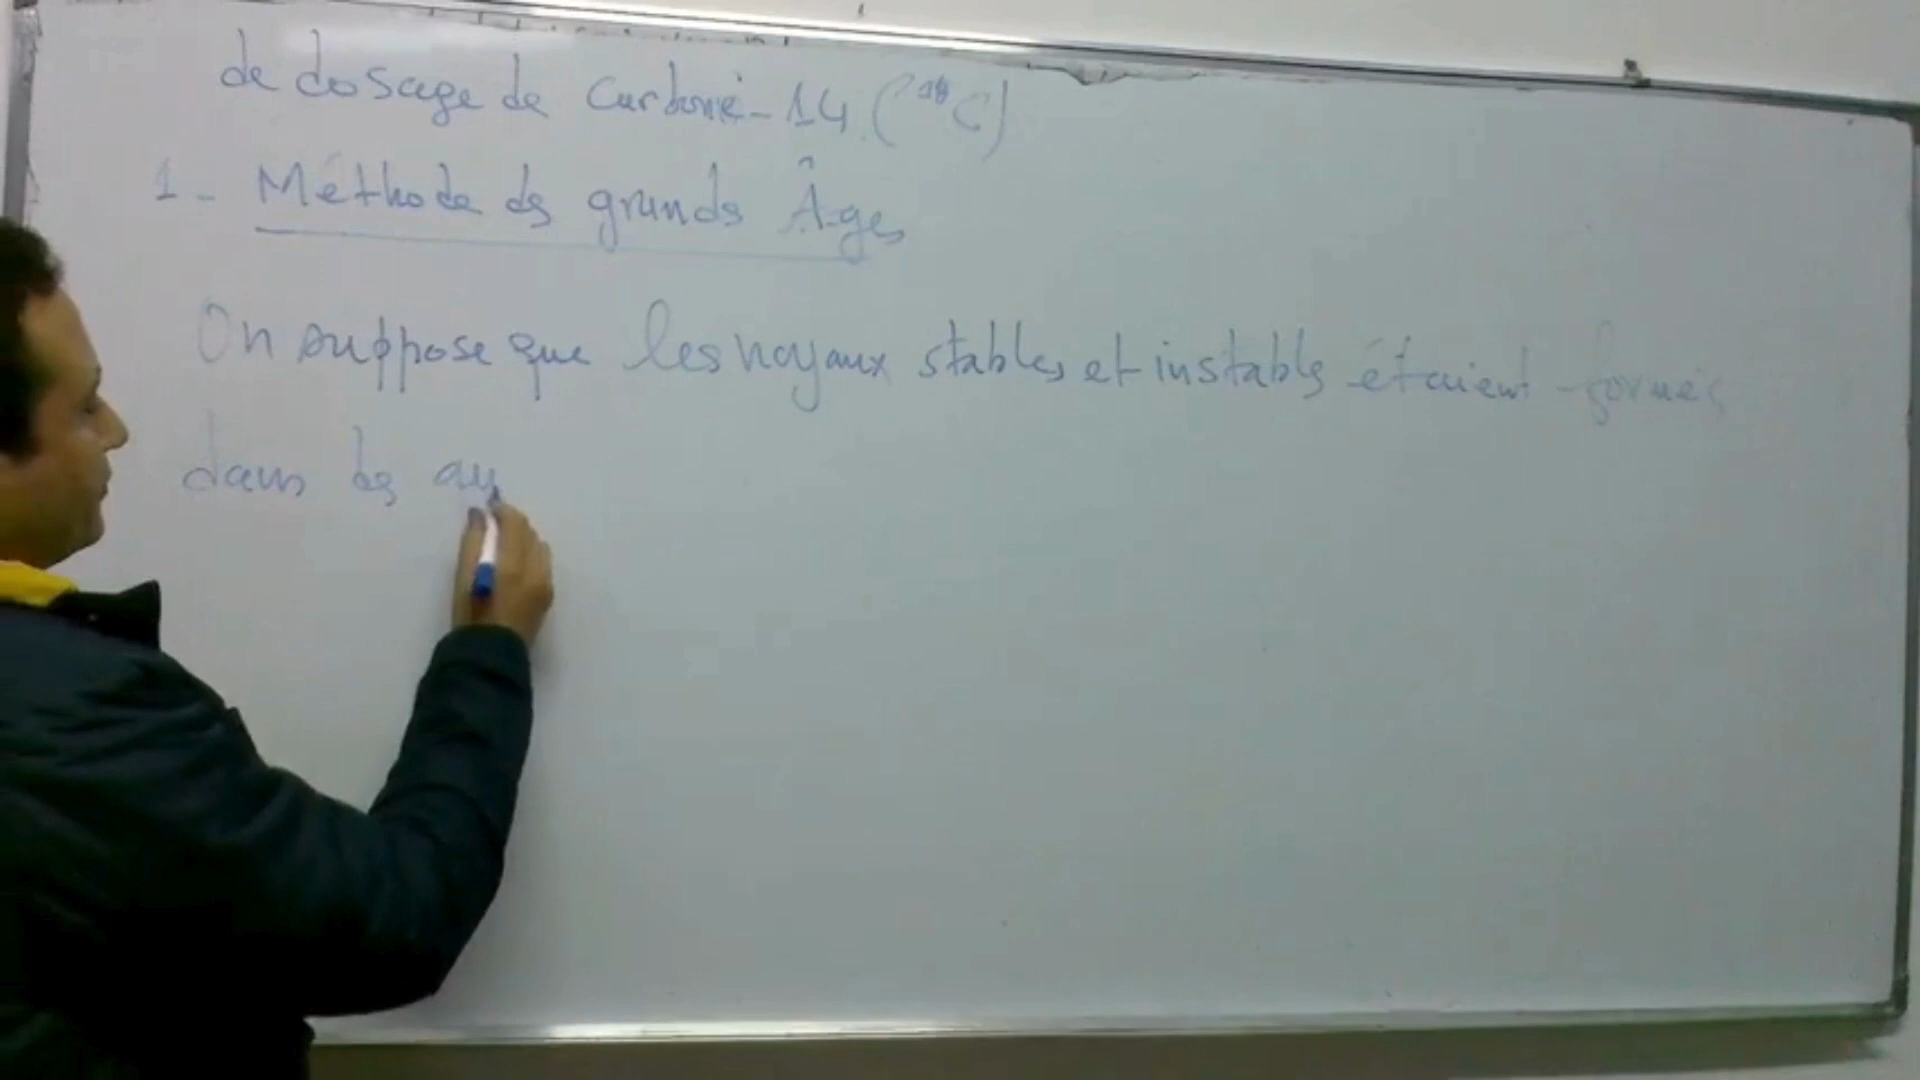 de dosage de Carbone-14 (¹⁴C)
1- Méthode des grands Âges
On suppose que les noyaux stables et instables étaient formés
dans les